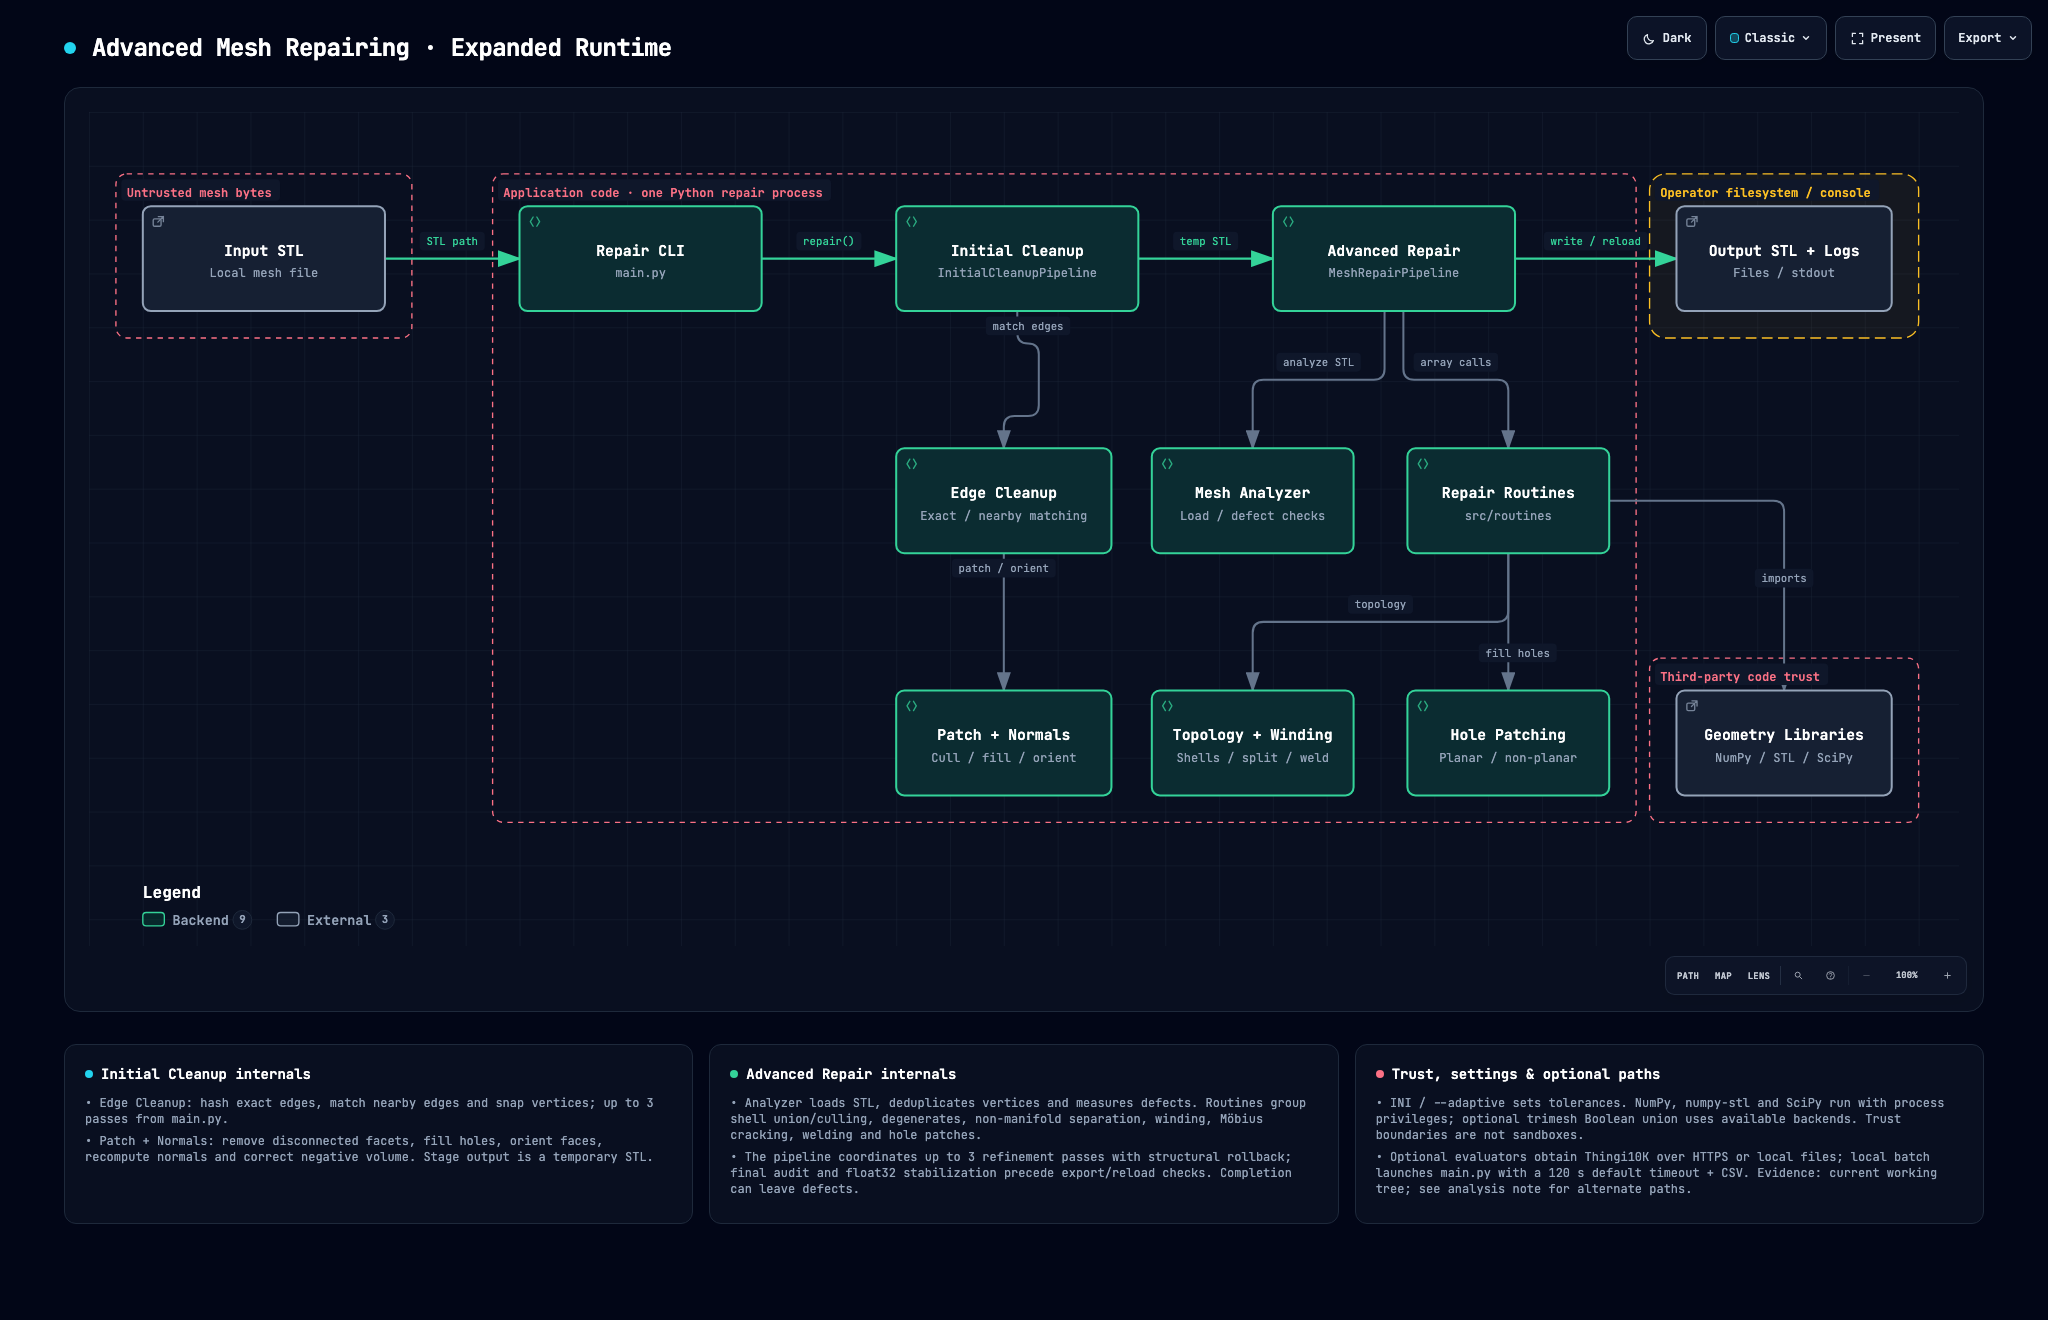 Advanced Mesh Repairing · Expanded Runtime
Dark
Classic
Present
Export
Untrusted mesh bytes
Application code · one Python repair process
Operator filesystem / console
Input STL
Local mesh file
STL path
Repair CLI
main.py
repair()
Initial Cleanup
InitialCleanupPipeline
temp STL
Advanced Repair
MeshRepairPipeline
write / reload
Output STL + Logs
Files / stdout
match edges
analyze STL
array calls
Edge Cleanup
Exact / nearby matching
Mesh Analyzer
Load / defect checks
Repair Routines
src/routines
patch / orient
topology
fill holes
imports
Third-party code trust
Patch + Normals
Cull / fill / orient
Topology + Winding
Shells / split / weld
Hole Patching
Planar / non-planar
Geometry Libraries
NumPy / STL / SciPy
Legend
Backend 9
External 3
PATH MAP LENS
100%
Initial Cleanup internals
• Edge Cleanup: hash exact edges, match nearby edges and snap vertices; up to 3
passes from main.py.
• Patch + Normals: remove disconnected facets, fill holes, orient faces,
recompute normals and correct negative volume. Stage output is a temporary STL.
Advanced Repair internals
• Analyzer loads STL, deduplicates vertices and measures defects. Routines group
shell union/culling, degenerates, non-manifold separation, winding, Möbius
cracking, welding and hole patches.
• The pipeline coordinates up to 3 refinement passes with structural rollback;
final audit and float32 stabilization precede export/reload checks. Completion
can leave defects.
Trust, settings & optional paths
• INI / --adaptive sets tolerances. NumPy, numpy-stl and SciPy run with process
privileges; optional trimesh Boolean union uses available backends. Trust
boundaries are not sandboxes.
• Optional evaluators obtain Thingi10K over HTTPS or local files; local batch
launches main.py with a 120 s default timeout + CSV. Evidence: current working
tree; see analysis note for alternate paths.